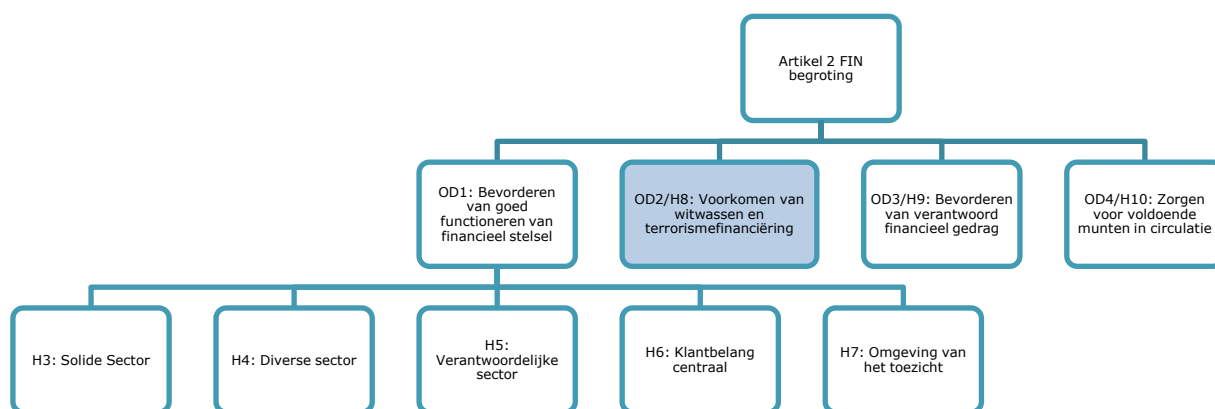 Artikel 2 FIN
begroting
OD1: Bevorderen
van goed
functioneren van
financieel stelsel
OD2/H8: Voorkomen van
witwassen en
terrorismefinanciëring
OD3/H9: Bevorderen
van verantwoord
financieel gedrag
OD4/H10: Zorgen
voor voldoende
munten in circulatie
H3: Solide Sector
H4: Diverse sector
H5:
Verantwoordelijke
sector
H6: Klantbelang
centraal
H7: Omgeving van
het toezicht